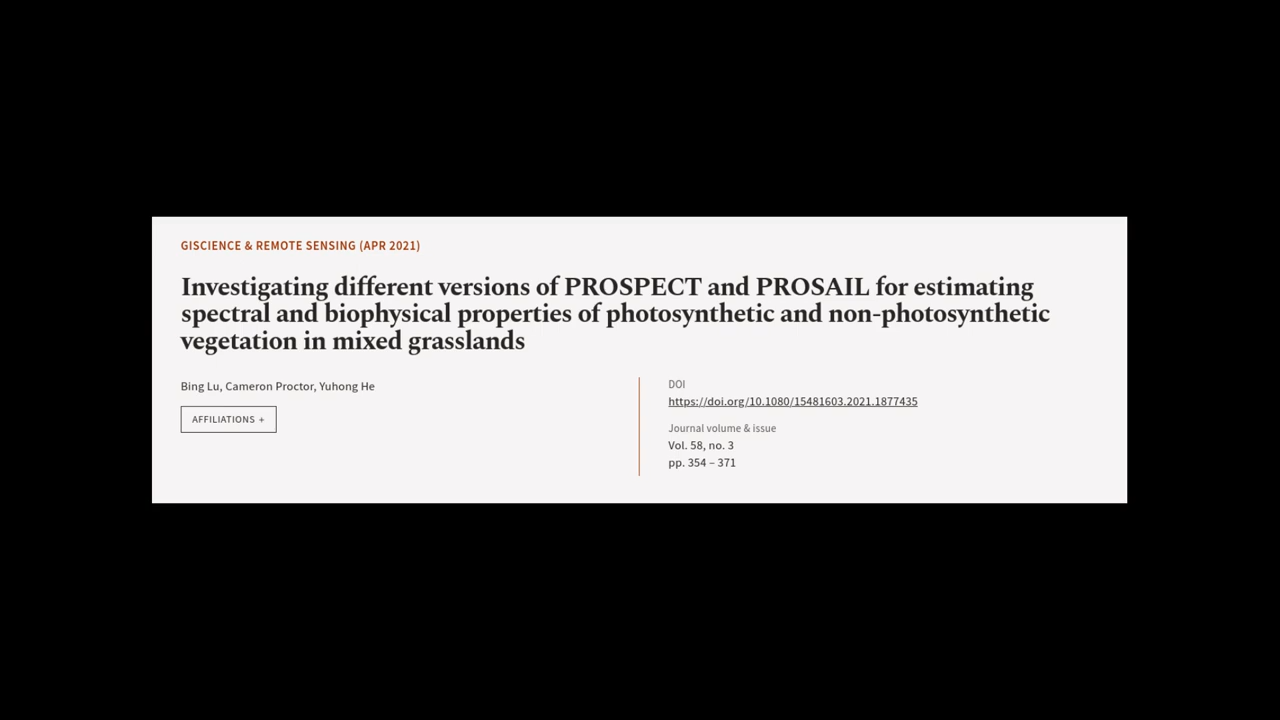 GISCIENCE & REMOTE SENSING (APR 2021)
Investigating different versions of PROSPECT and PROSAIL for estimating
spectral and biophysical properties of photosynthetic and non-photosynthetic
vegetation in mixed grasslands
Bing Lu, Cameron Proctor, Yuhong He
AFFILIATIONS +
DOI
https://doi.org/10.1080/15481603.2021.1877435
Journal volume & issue
Vol. 58, no. 3
pp. 354 – 371